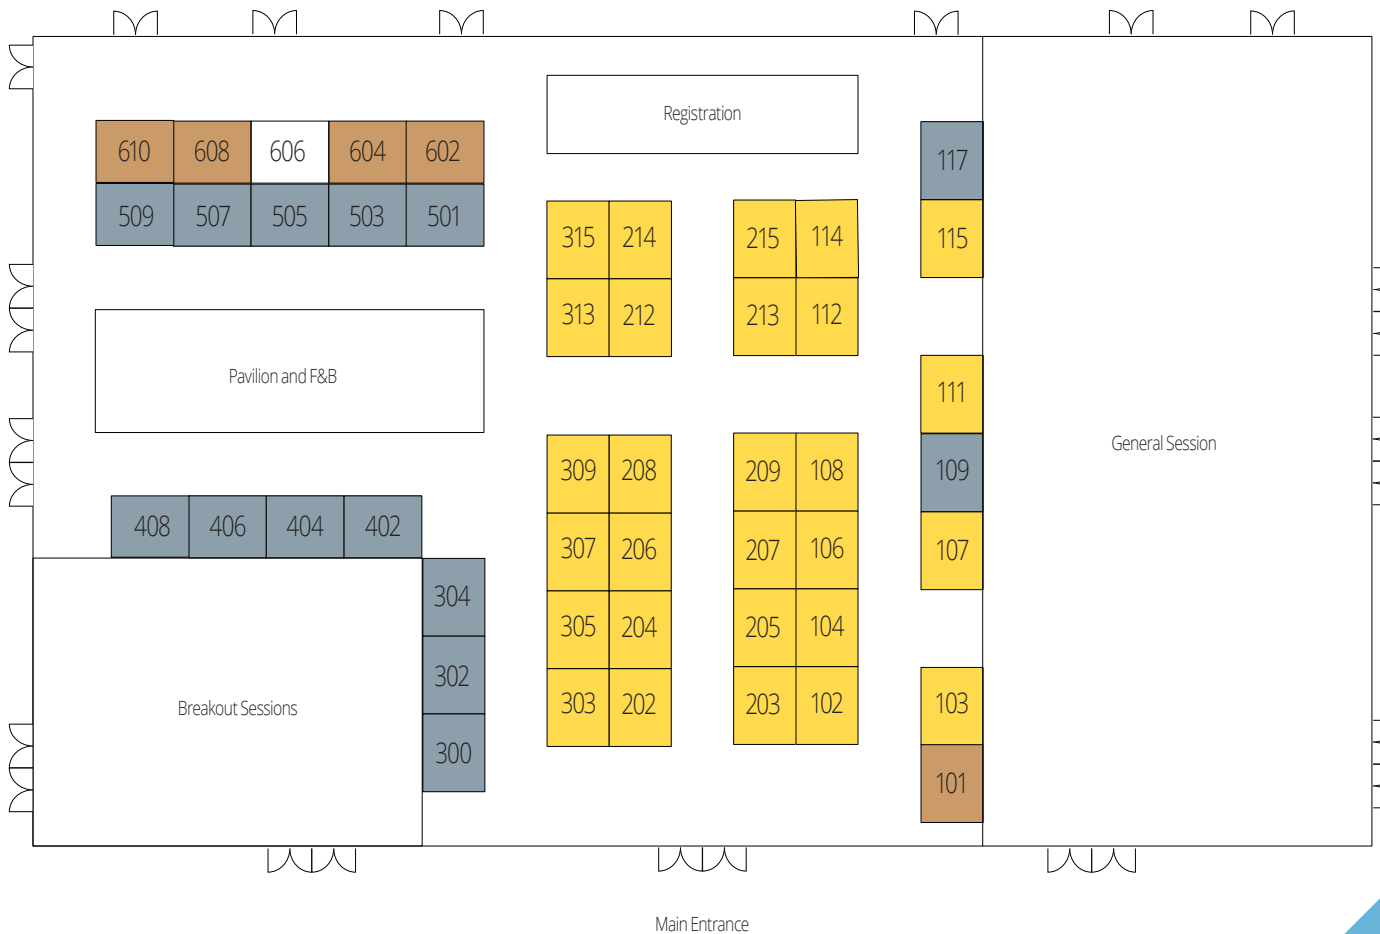 Registration
610 608 606 604 602
117
509 507 505 503 501
315 214 215 114 115
313 212 213 112
Pavilion and F&B
111
General Session
309 208 209 108 109
408 406 404 402
307 206 207 106 107
304
305 204 205 104
302
303 202 203 102 103
Breakout Sessions
300
101
Main Entrance